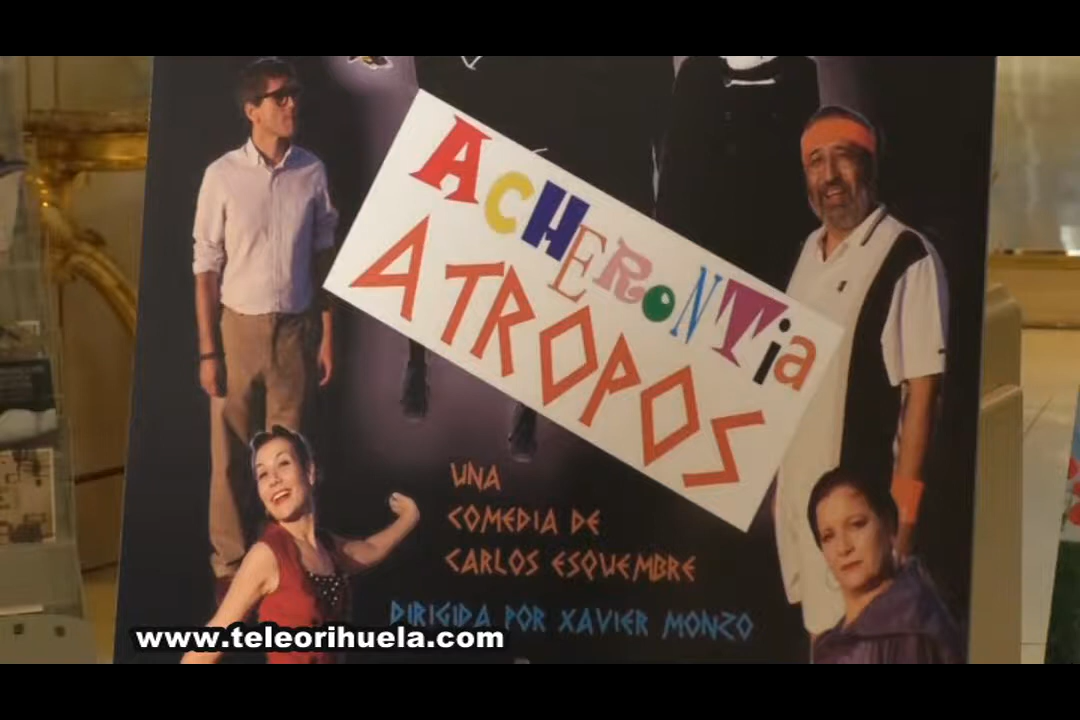 ACHERONTia
ATROPOS
UNA
COMEDIA DE
CARLOS ESQUEMBRE
DIRIGIDA POR XAVIER MONZO
www.teleorihuela.com